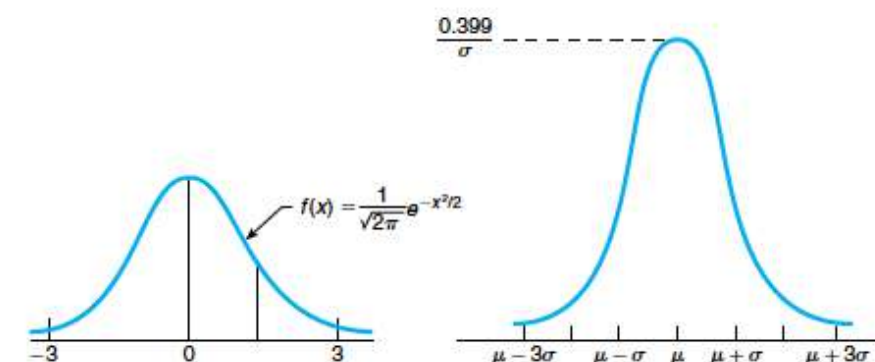 0.399
σ
f(x) = 1/√2π e^−x²/2
−3 0 3
μ − 3σ μ − σ μ μ + σ μ + 3σ